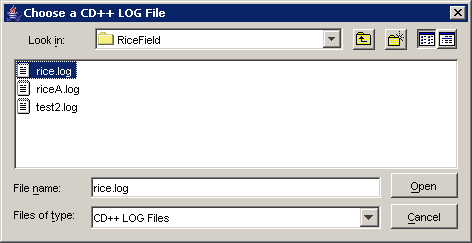 Choose a CD++ LOG File
Look in: RiceField
rice.log
riceA.log
test2.log
File name: rice.log Open
Files of type: CD++ LOG Files Cancel